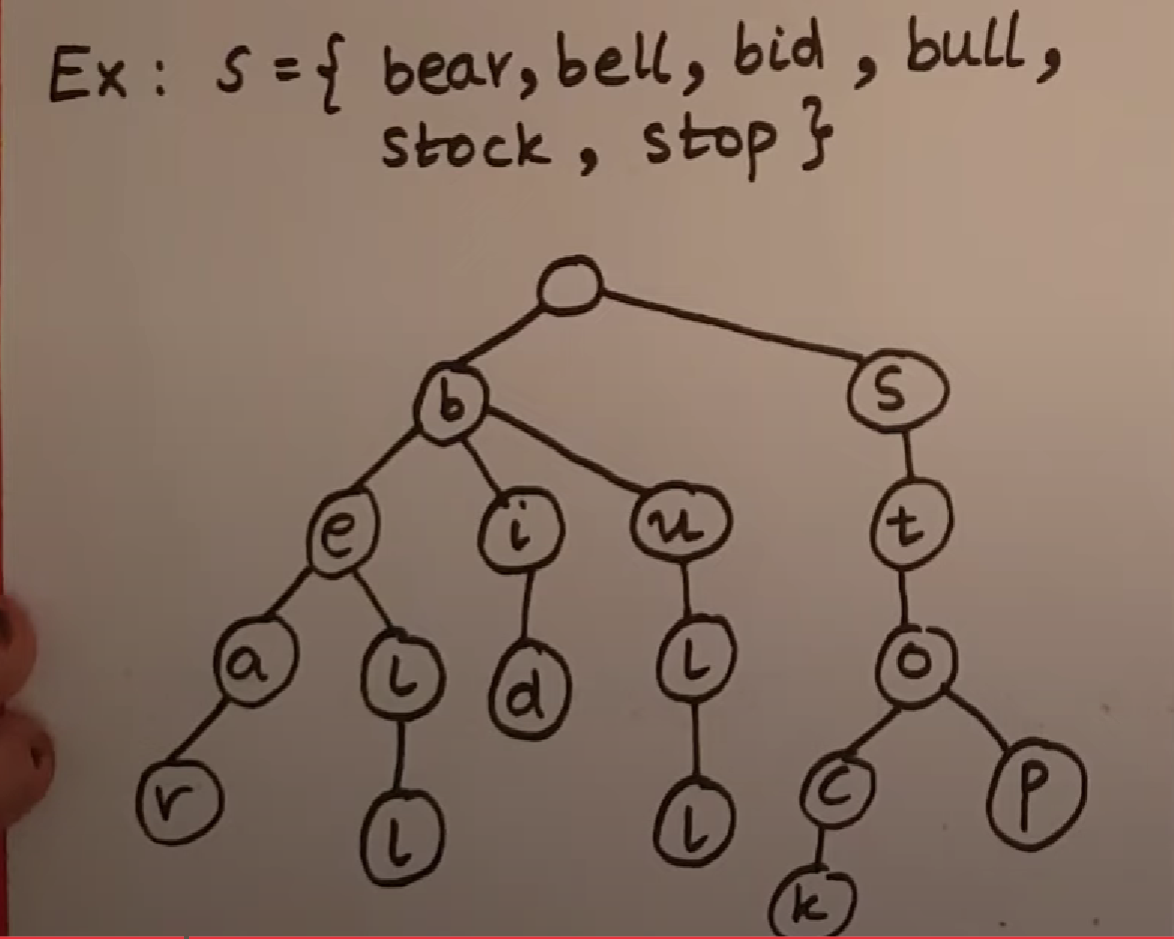 Ex: S={ bear, bell, bid, bull,
stock, stop }
b s
e i u t
a l d l o
r l l c p
k